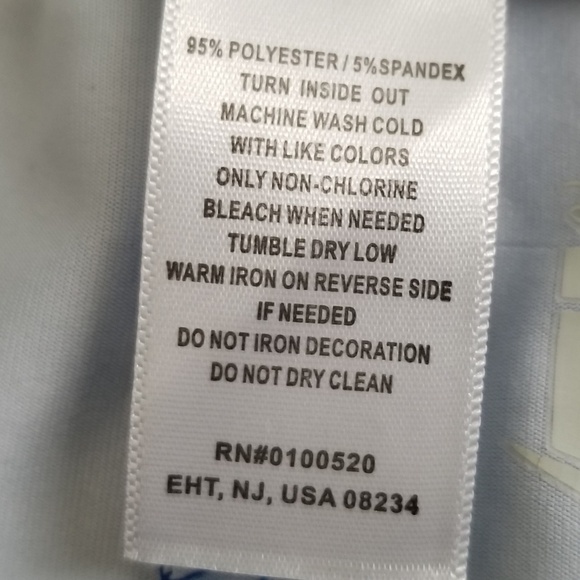 95% POLYESTER / 5%SPANDEX
TURN INSIDE OUT
MACHINE WASH COLD
WITH LIKE COLORS
ONLY NON-CHLORINE
BLEACH WHEN NEEDED
TUMBLE DRY LOW
WARM IRON ON REVERSE SIDE
IF NEEDED
DO NOT IRON DECORATION
DO NOT DRY CLEAN
RN#0100520
EHT, NJ, USA 08234